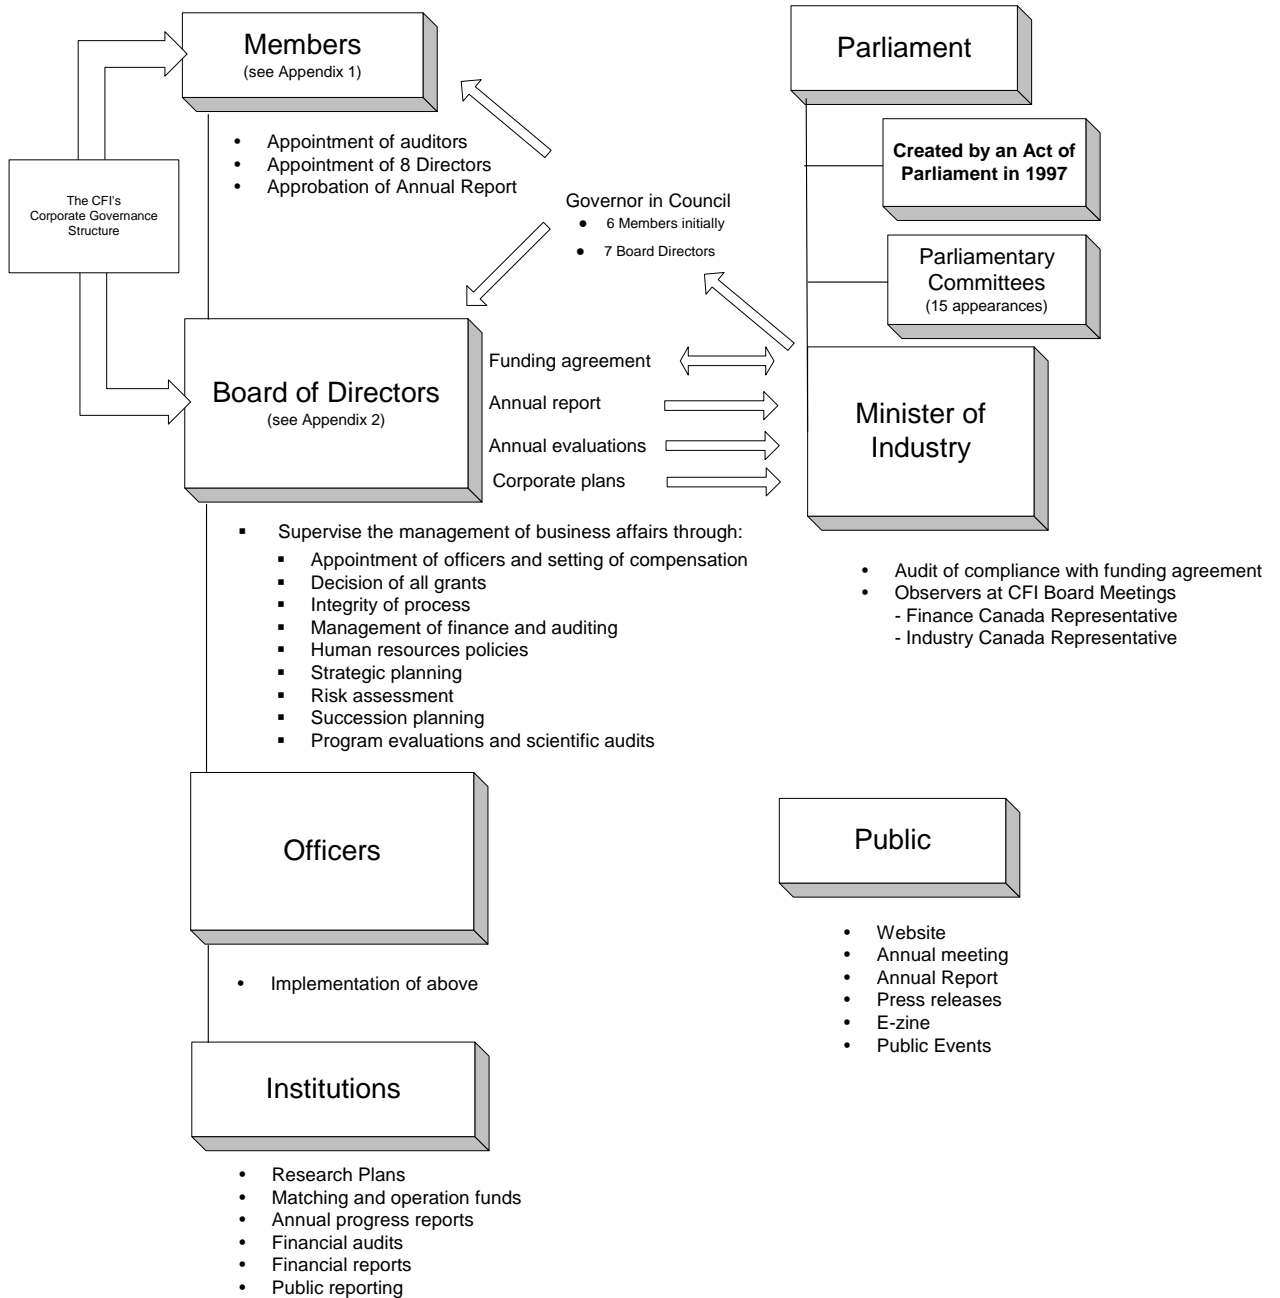 Members
(see Appendix 1)
• Appointment of auditors
• Appointment of 8 Directors
• Approbation of Annual Report
The CFI's
Corporate Governance
Structure
Governor in Council
● 6 Members initially
● 7 Board Directors
Parliament
Created by an Act of
Parliament in 1997
Parliamentary
Committees
(15 appearances)
Board of Directors
(see Appendix 2)
Funding agreement
Annual report
Annual evaluations
Corporate plans
Minister of
Industry
▪ Supervise the management of business affairs through:
▪ Appointment of officers and setting of compensation
▪ Decision of all grants
▪ Integrity of process
▪ Management of finance and auditing
▪ Human resources policies
▪ Strategic planning
▪ Risk assessment
▪ Succession planning
▪ Program evaluations and scientific audits
• Audit of compliance with funding agreement
• Observers at CFI Board Meetings
- Finance Canada Representative
- Industry Canada Representative
Officers
• Implementation of above
Public
• Website
• Annual meeting
• Annual Report
• Press releases
• E-zine
• Public Events
Institutions
• Research Plans
• Matching and operation funds
• Annual progress reports
• Financial audits
• Financial reports
• Public reporting